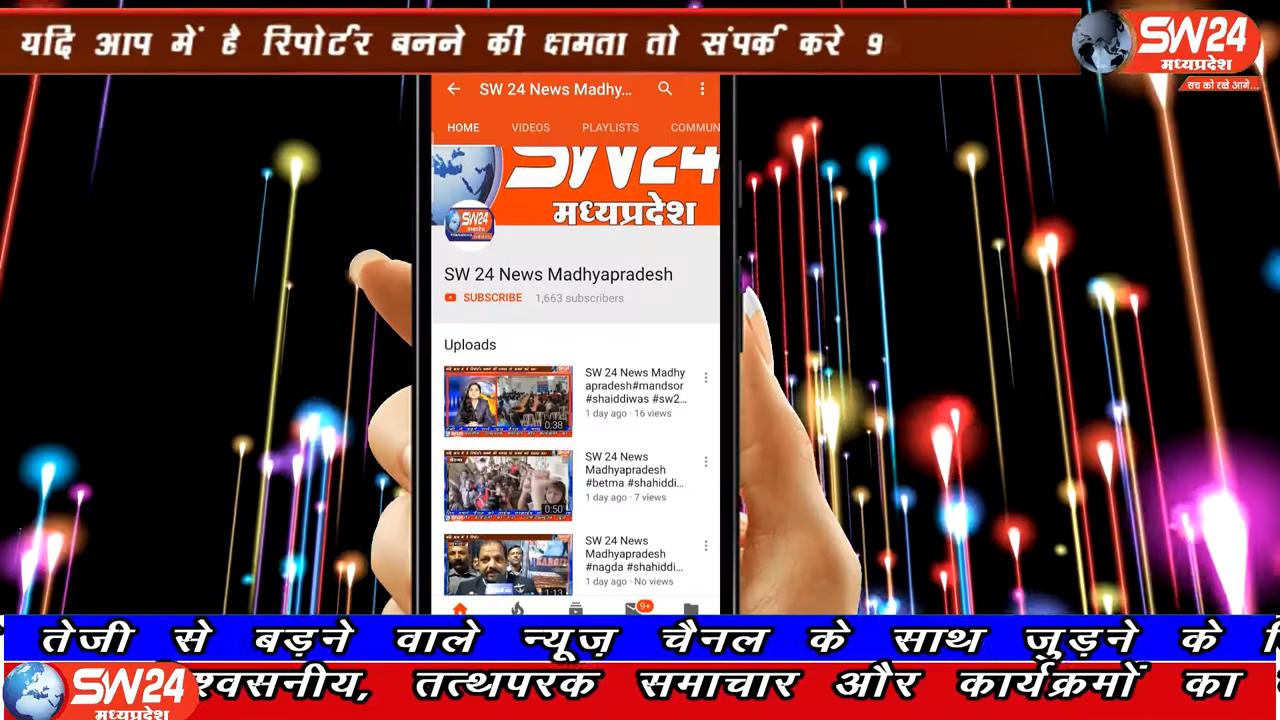 यदि आप में है रिपोर्टर बनने की क्षमता तो संपर्क करे 9
SW24
मध्यप्रदेश
सच को रखे आगे...
SW 24 News Madhy...
HOME VIDEOS PLAYLISTS COMMUN
SW24
मध्यप्रदेश
SW24
SW 24 News Madhyapradesh
SUBSCRIBE 1,663 subscribers
Uploads
SW 24 News Madhy
apradesh#mandsor
#shaiddiwas #sw2...
1 day ago · 16 views
0:38
SW 24 News
Madhyapradesh
#betma #shahiddi...
1 day ago · 7 views
0:50
SW 24 News
Madhyapradesh
#nagda #shahiddi...
1 day ago · No views
1:13
9+
तेजी से बड़ने वाले न्यूज़ चैनल के साथ जुड़ने के
SW24
मध्यप्रदेश
श्वसनीय, तत्थपरक समाचार और कार्यक्रमों का